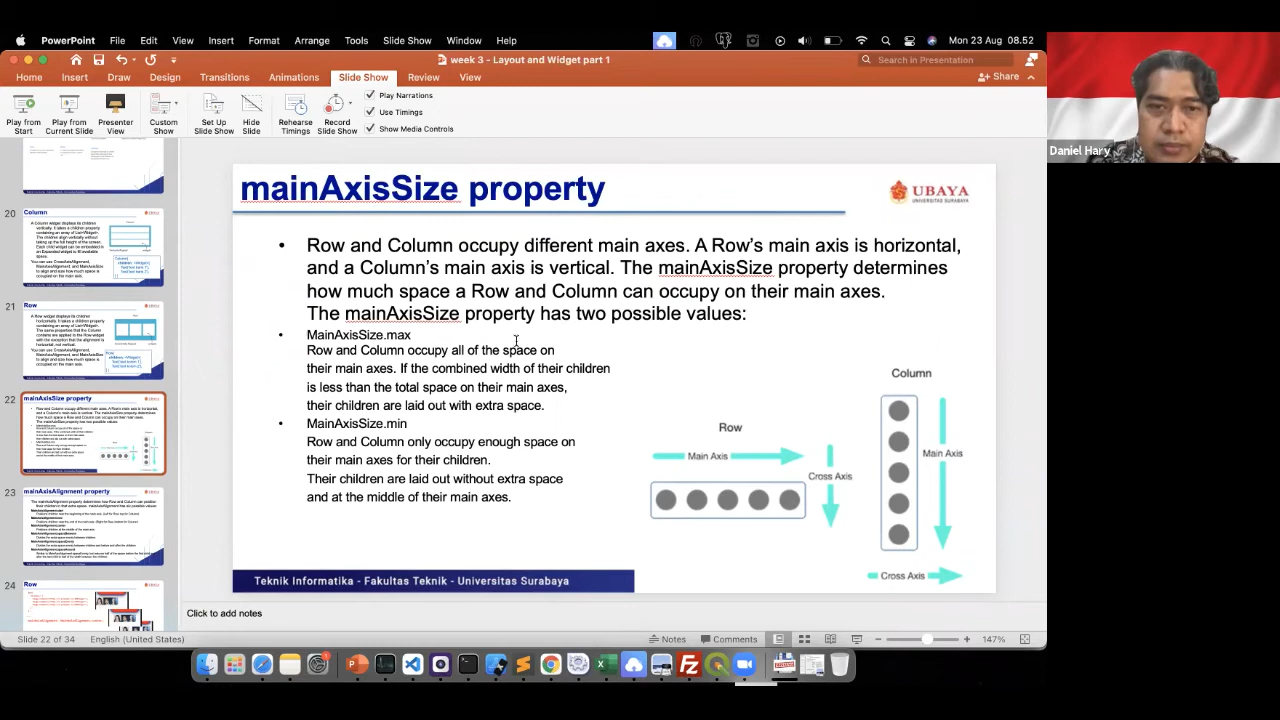 PowerPoint File Edit View Insert Format Arrange Tools Slide Show Window Help Mon 23 Aug 08.52
week 3 - Layout and Widget part 1
Search in Presentation
Home Insert Draw Design Transitions Animations Slide Show Review View
Share
Play from Start
Play from Current Slide
Presenter View
Custom Show
Set Up Slide Show
Hide Slide
Rehearse Timings
Record Slide Show
Play Narrations
Use Timings
Show Media Controls
Daniel Hary
20
Column
21
Row
22
mainAxisSize property
23
mainAxisAlignment property
24
Row
mainAxisSize property
UBAYA
UNIVERSITAS SURABAYA
• Row and Column occupy different main axes. A Row's main axis is horizontal,
and a Column's main axis is vertical. The mainAxisSize property determines
how much space a Row and Column can occupy on their main axes.
The mainAxisSize property has two possible values:
• MainAxisSize.max
Row and Column occupy all of the space on
their main axes. If the combined width of their children
is less than the total space on their main axes,
their children are laid out with extra space.
• MainAxisSize.min
Row and Column only occupy enough space on
their main axes for their children.
Their children are laid out without extra space
and at the middle of their main axes.
Row
Main Axis
Cross Axis
Column
Main Axis
Cross Axis
Teknik Informatika - Fakultas Teknik - Universitas Surabaya
Click to add notes
Slide 22 of 34 English (United States) Notes Comments 147%